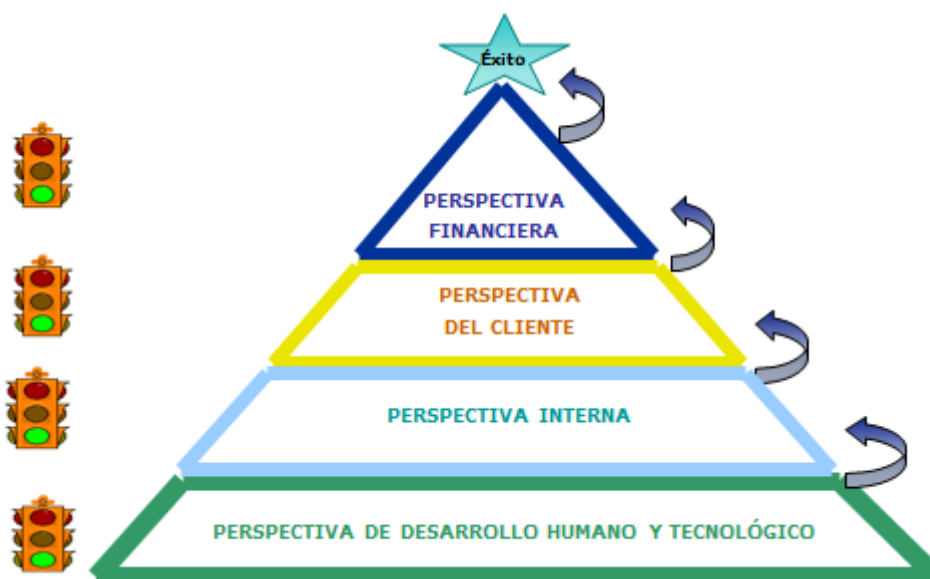 Éxito
PERSPECTIVA
FINANCIERA
PERSPECTIVA
DEL CLIENTE
PERSPECTIVA INTERNA
PERSPECTIVA DE DESARROLLO HUMANO Y TECNOLÓGICO